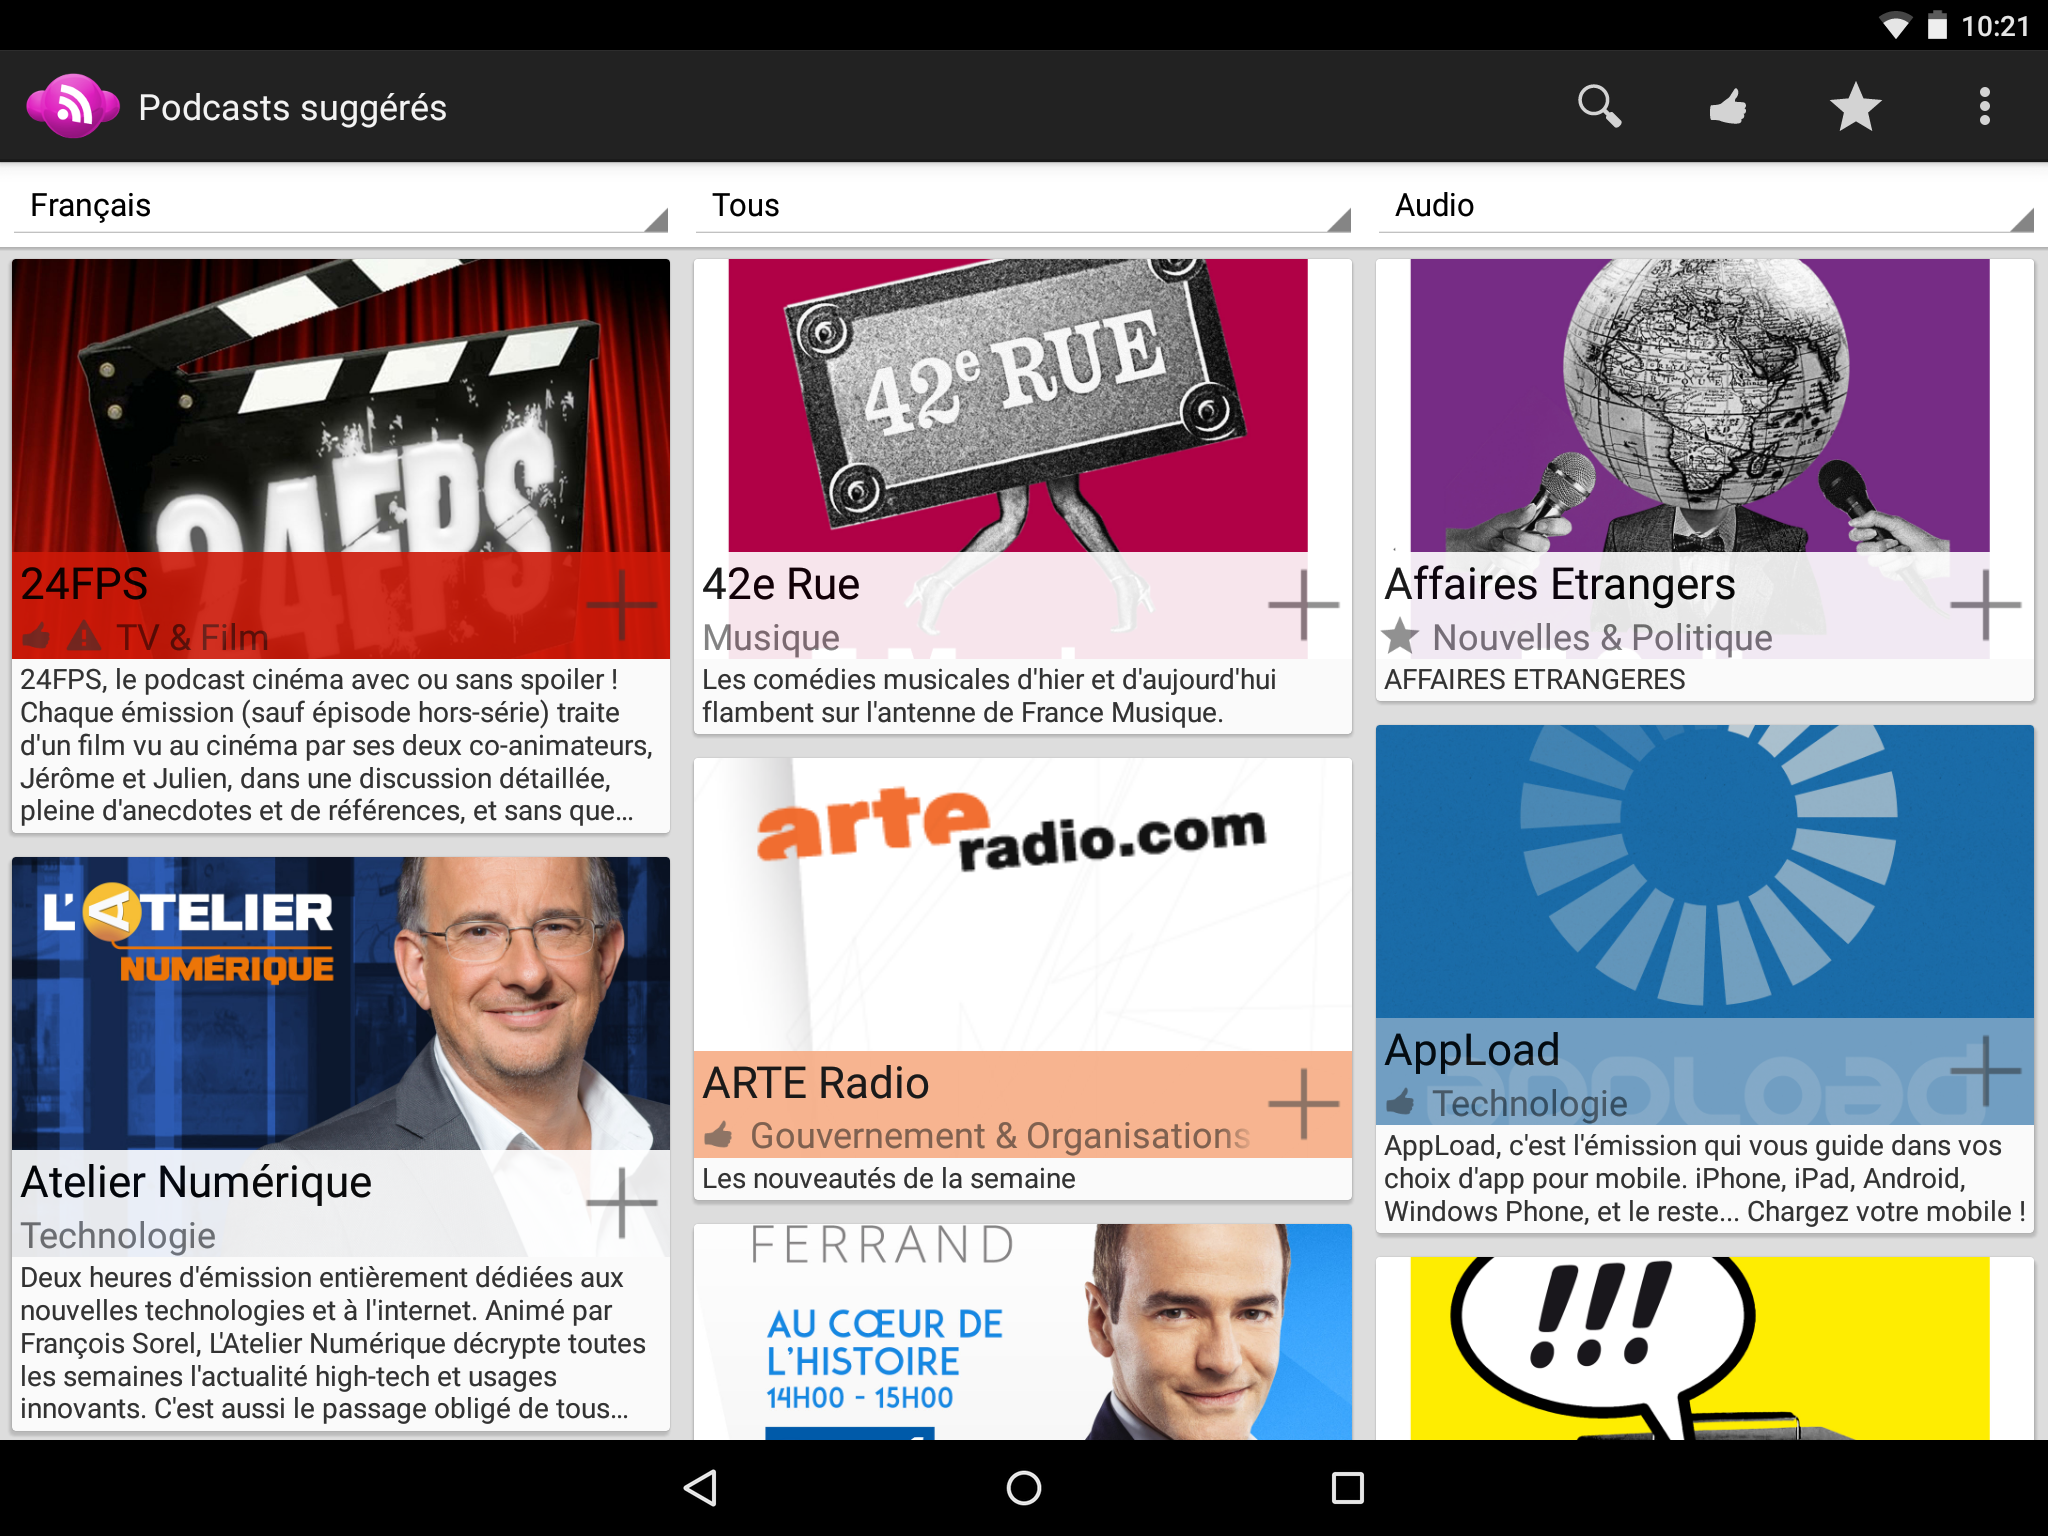 10:21
Podcasts suggérés
Français
Tous
Audio
24FPS
24FPS
TV & Film
24FPS, le podcast cinéma avec ou sans spoiler !
Chaque émission (sauf épisode hors-série) traite
d'un film vu au cinéma par ses deux co-animateurs,
Jérôme et Julien, dans une discussion détaillée,
pleine d'anecdotes et de références, et sans que...
L'ATELIER
NUMÉRIQUE
Atelier Numérique
Technologie
Deux heures d'émission entièrement dédiées aux
nouvelles technologies et à l'internet. Animé par
François Sorel, L'Atelier Numérique décrypte toutes
les semaines l'actualité high-tech et usages
innovants. C'est aussi le passage obligé de tous...
42e RUE
42e Rue
Musique
Les comédies musicales d'hier et d'aujourd'hui
flambent sur l'antenne de France Musique.
arte
radio.com
ARTE Radio
Gouvernement & Organisations
Les nouveautés de la semaine
FERRAND
AU CŒUR DE
L'HISTOIRE
14H00 - 15H00
Affaires Etrangers
Nouvelles & Politique
AFFAIRES ETRANGERES
appLoad
AppLoad
Technologie
AppLoad, c'est l'émission qui vous guide dans vos
choix d'app pour mobile. iPhone, iPad, Android,
Windows Phone, et le reste... Chargez votre mobile !
!!!